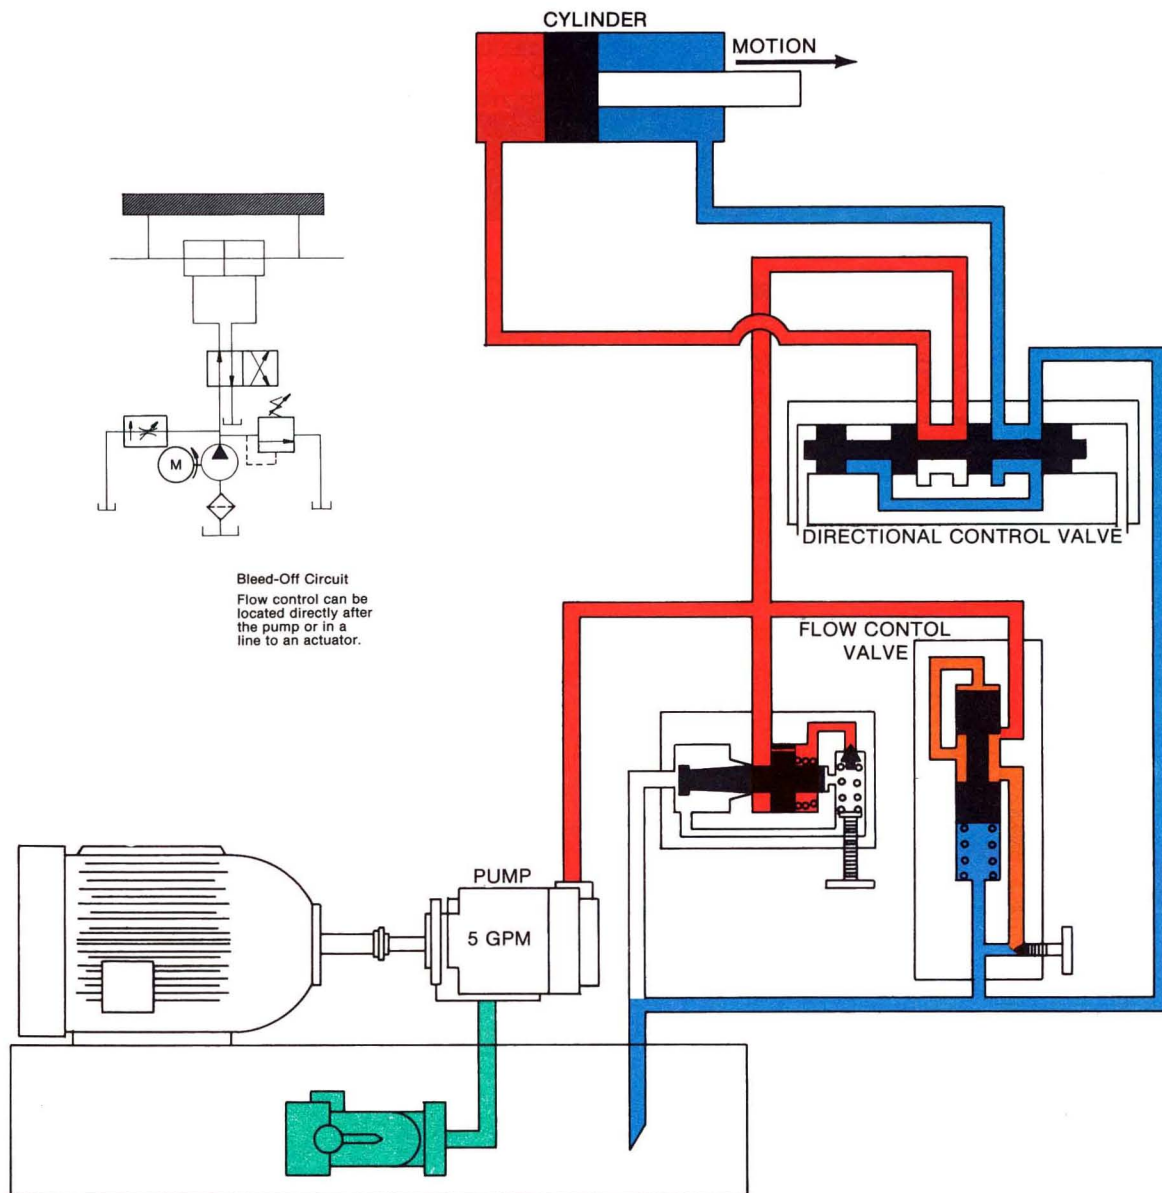 CYLINDER
MOTION
M
Bleed-Off Circuit
Flow control can be
located directly after
the pump or in a
line to an actuator.
DIRECTIONAL CONTROL VALVE
FLOW CONTOL
VALVE
PUMP
5 GPM